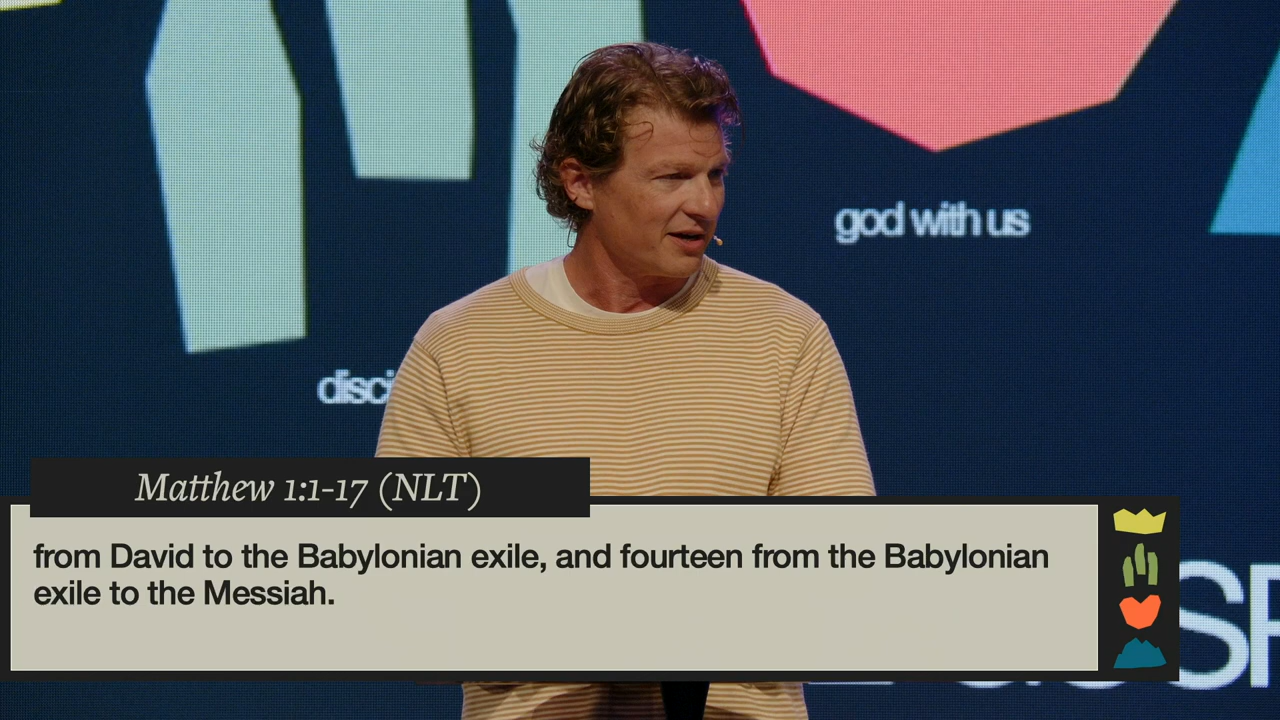 god with us
Matthew 1:1-17 (NLT)
from David to the Babylonian exile, and fourteen from the Babylonian
exile to the Messiah.